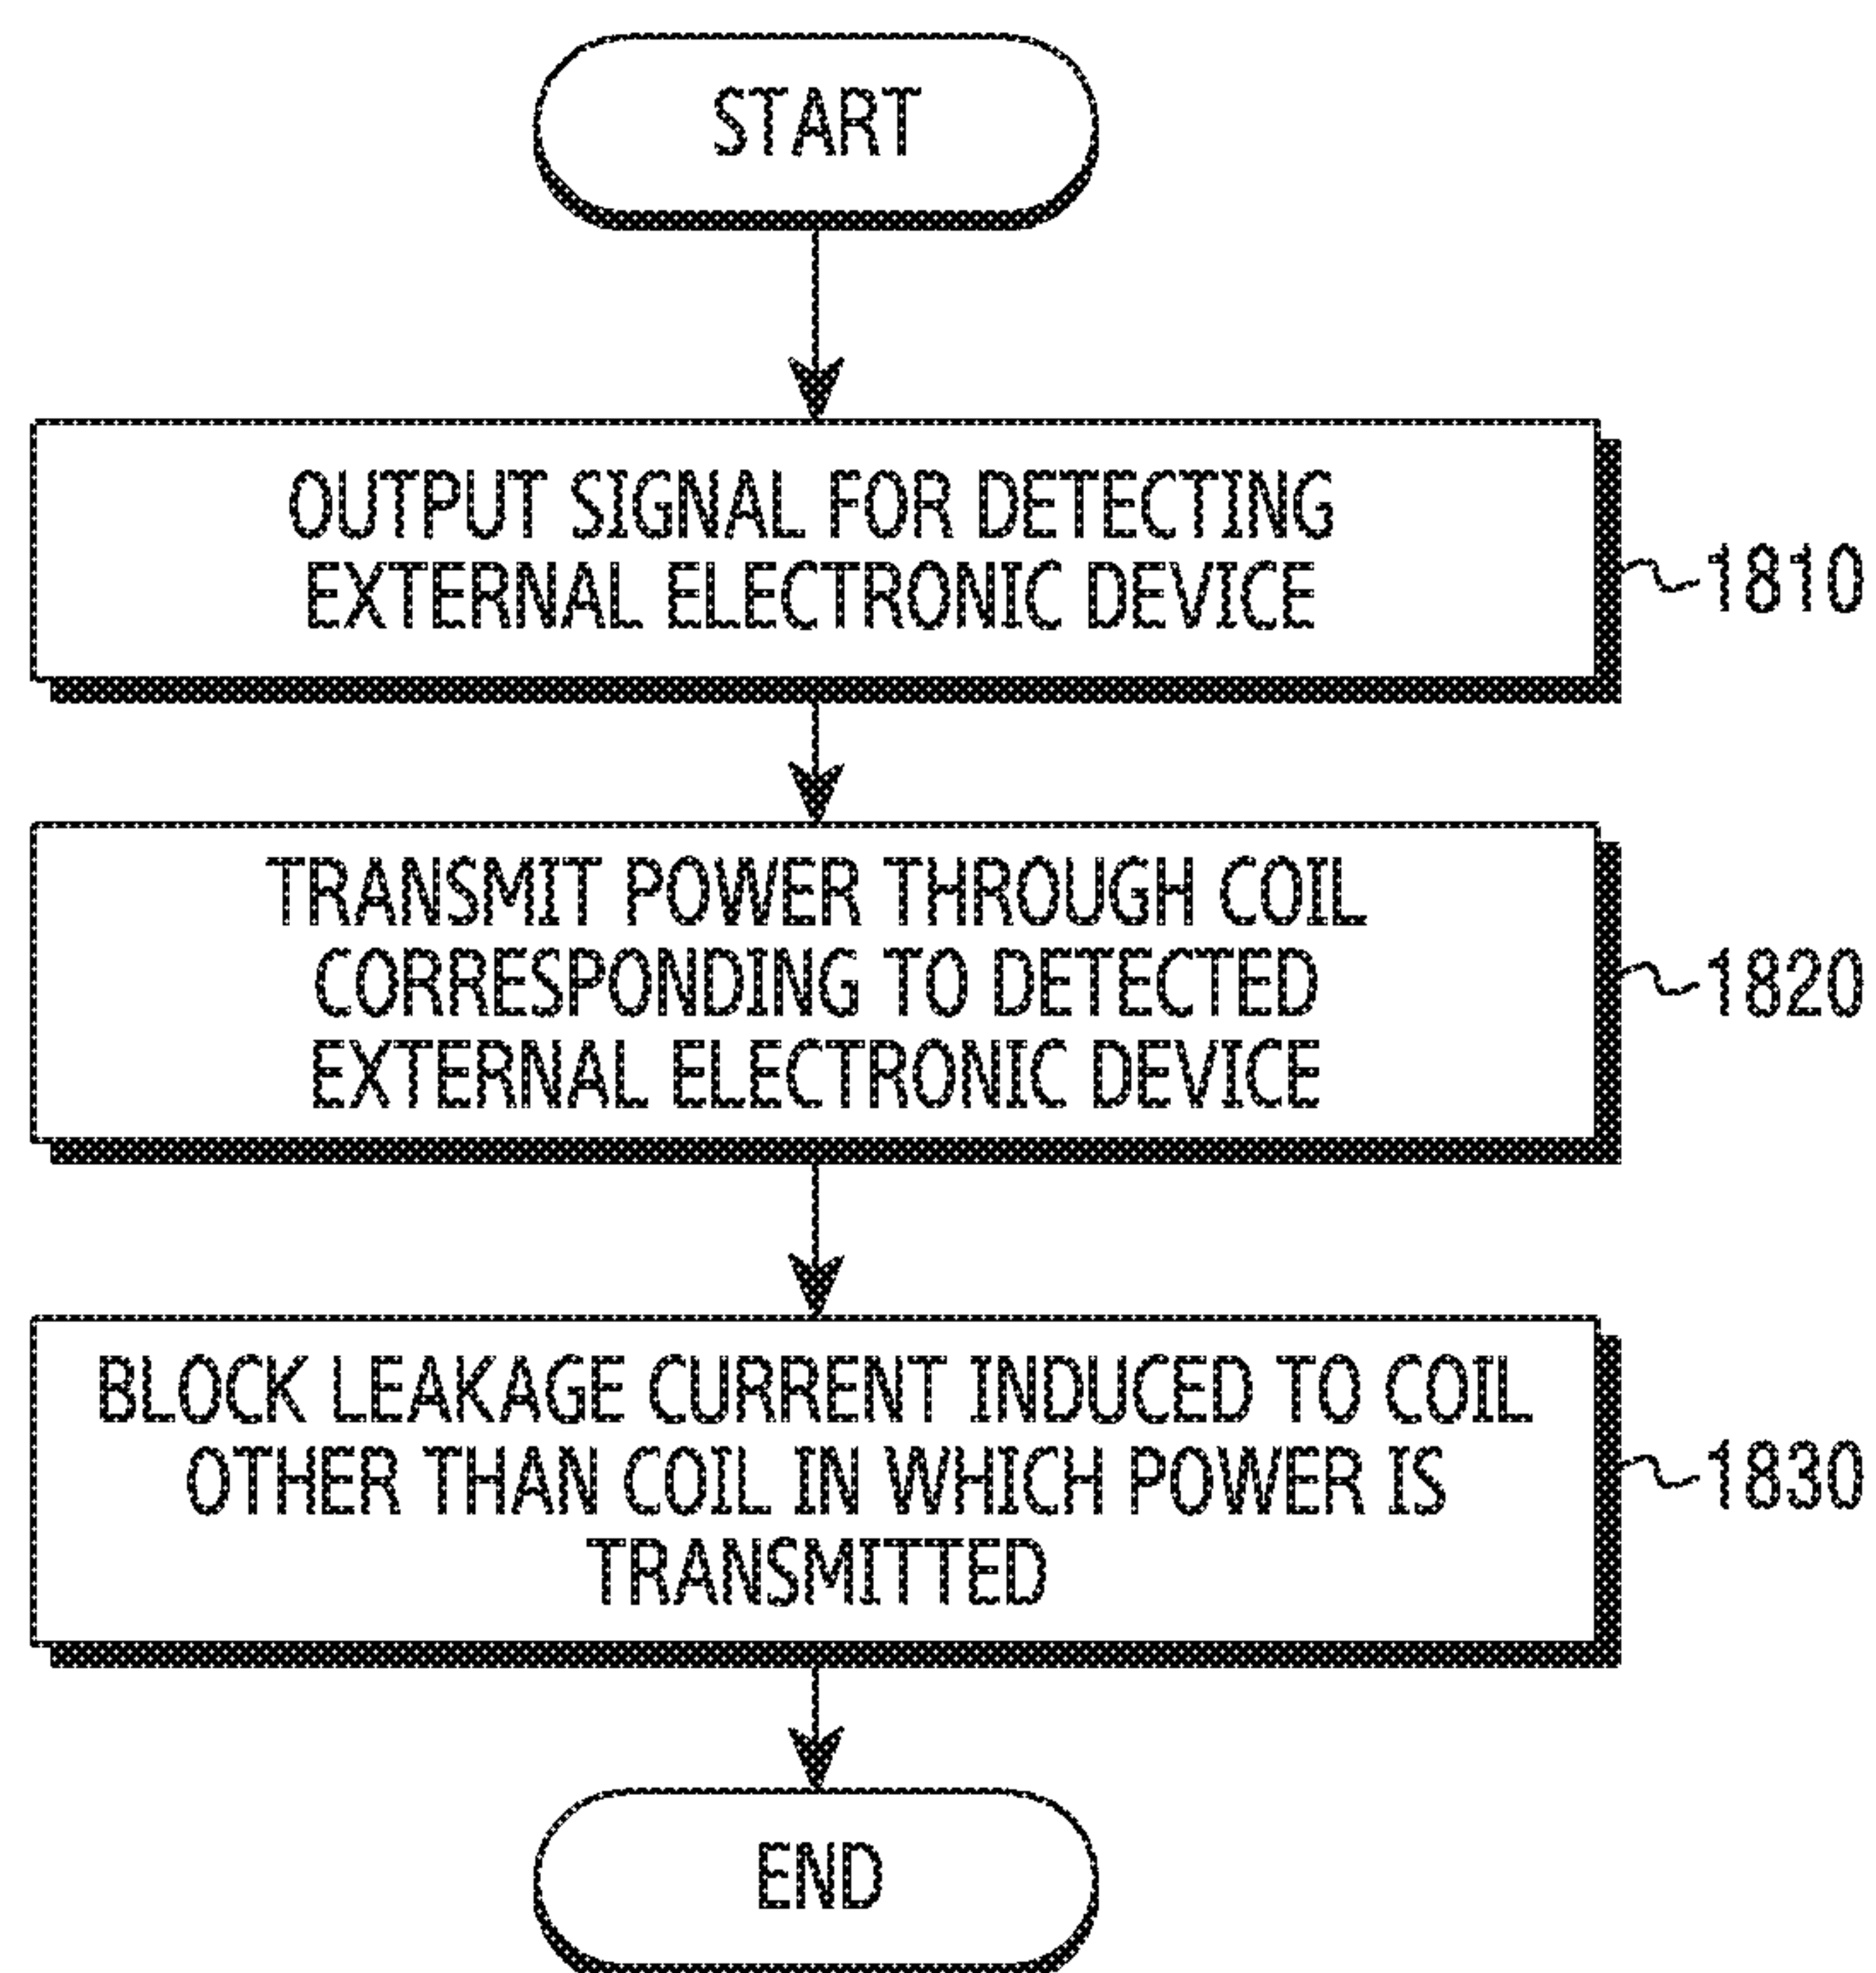 START
OUTPUT SIGNAL FOR DETECTING
EXTERNAL ELECTRONIC DEVICE
1810
TRANSMIT POWER THROUGH COIL
CORRESPONDING TO DETECTED
EXTERNAL ELECTRONIC DEVICE
1820
BLOCK LEAKAGE CURRENT INDUCED TO COIL
OTHER THAN COIL IN WHICH POWER IS
TRANSMITTED
1830
END